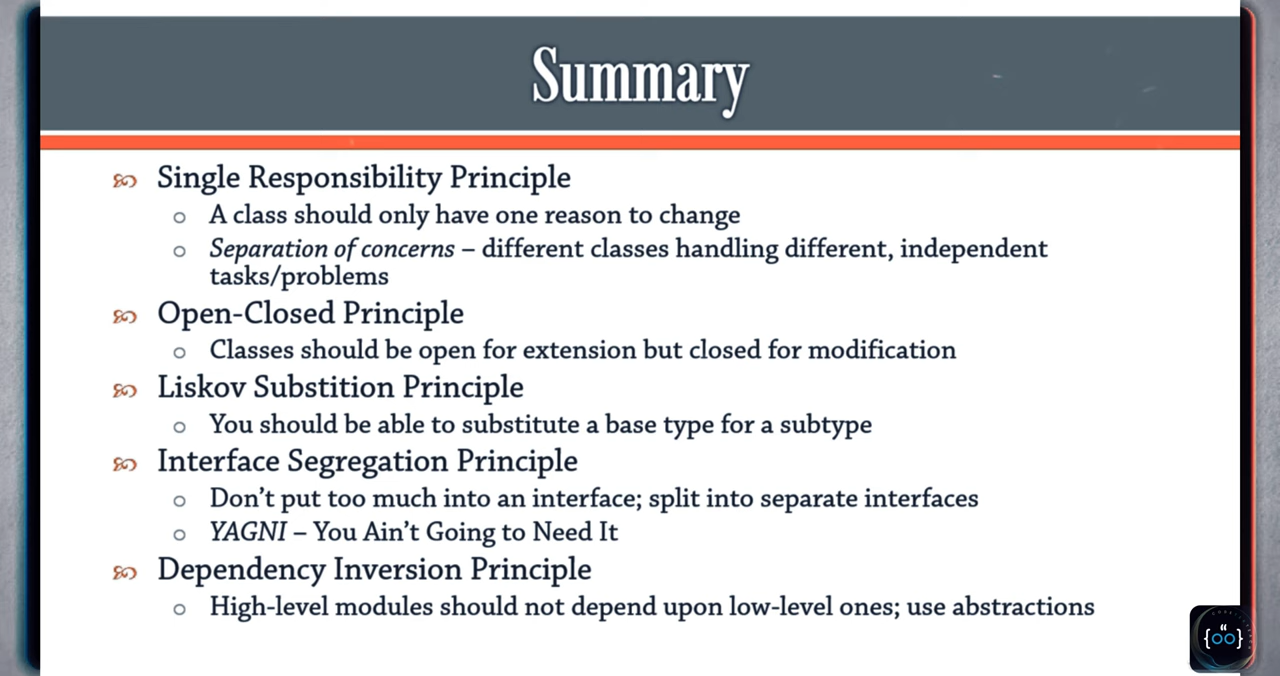 Summary
Single Responsibility Principle
A class should only have one reason to change
Separation of concerns – different classes handling different, independent
tasks/problems
Open-Closed Principle
Classes should be open for extension but closed for modification
Liskov Substition Principle
You should be able to substitute a base type for a subtype
Interface Segregation Principle
Don't put too much into an interface; split into separate interfaces
YAGNI – You Ain't Going to Need It
Dependency Inversion Principle
High-level modules should not depend upon low-level ones; use abstractions